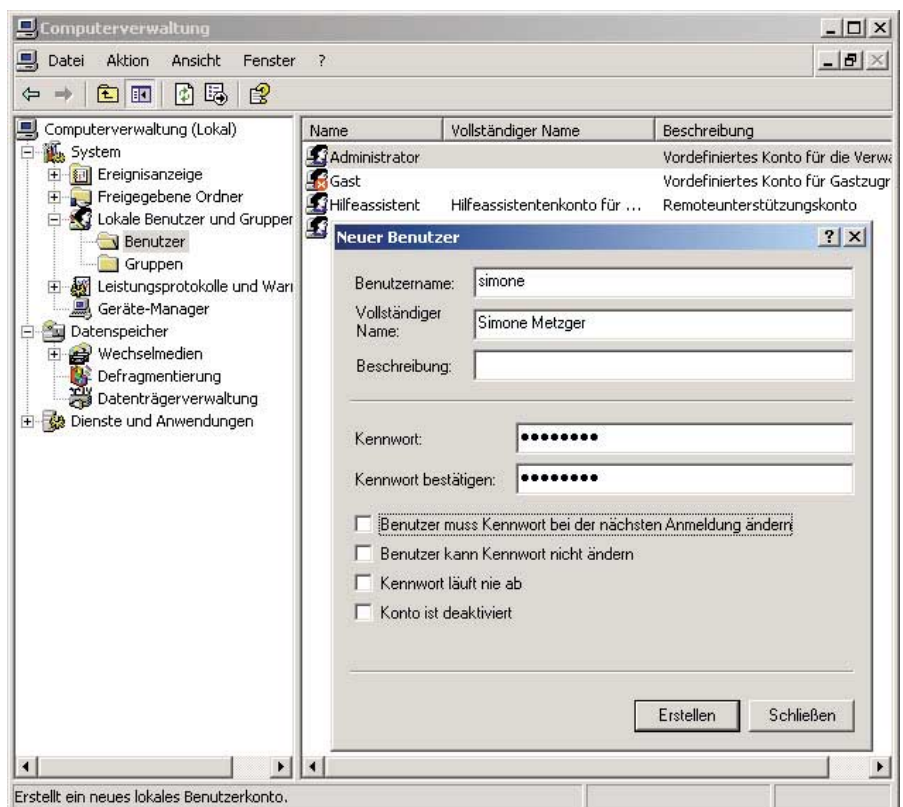 Computerverwaltung
Datei Aktion Ansicht Fenster ?
Computerverwaltung (Lokal)
System
Ereignisanzeige
Freigegebene Ordner
Lokale Benutzer und Gruppen
Benutzer
Gruppen
Leistungsprotokolle und Warn
Geräte-Manager
Datenspeicher
Wechselmedien
Defragmentierung
Datenträgerverwaltung
Dienste und Anwendungen
Name Vollständiger Name Beschreibung
Administrator Vordefiniertes Konto für die Verwa
Gast Vordefiniertes Konto für Gastzugr
Hilfeassistent Hilfeassistentenkonto für ... Remoteunterstützungskonto
Neuer Benutzer
Benutzername: simone
Vollständiger
Name: Simone Metzger
Beschreibung:
Kennwort: ••••••••
Kennwort bestätigen: ••••••••
Benutzer muss Kennwort bei der nächsten Anmeldung ändern
Benutzer kann Kennwort nicht ändern
Kennwort läuft nie ab
Konto ist deaktiviert
Erstellen Schließen
Erstellt ein neues lokales Benutzerkonto.